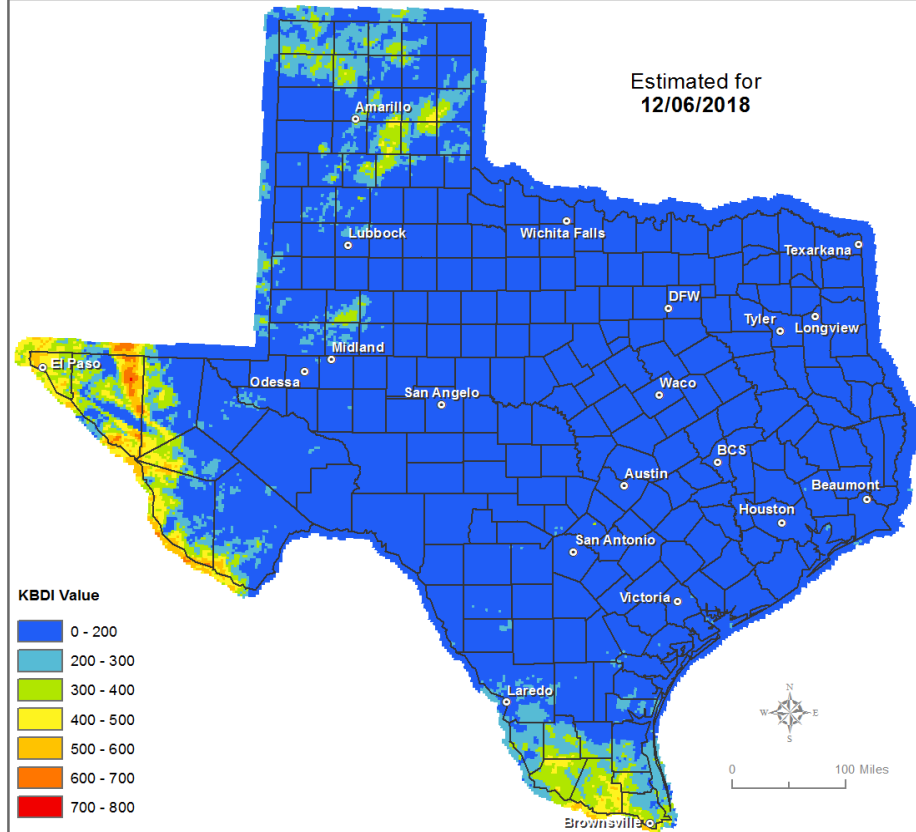 Estimated for
12/06/2018
Amarillo
Lubbock
Wichita Falls
Texarkana
DFW
Tyler
Longview
Midland
El Paso
Odessa
San Angelo
Waco
BCS
Austin
Beaumont
Houston
San Antonio
Victoria
Laredo
Brownsville
KBDI Value
0 - 200
200 - 300
300 - 400
400 - 500
500 - 600
600 - 700
700 - 800
N
W E
S
0 100 Miles